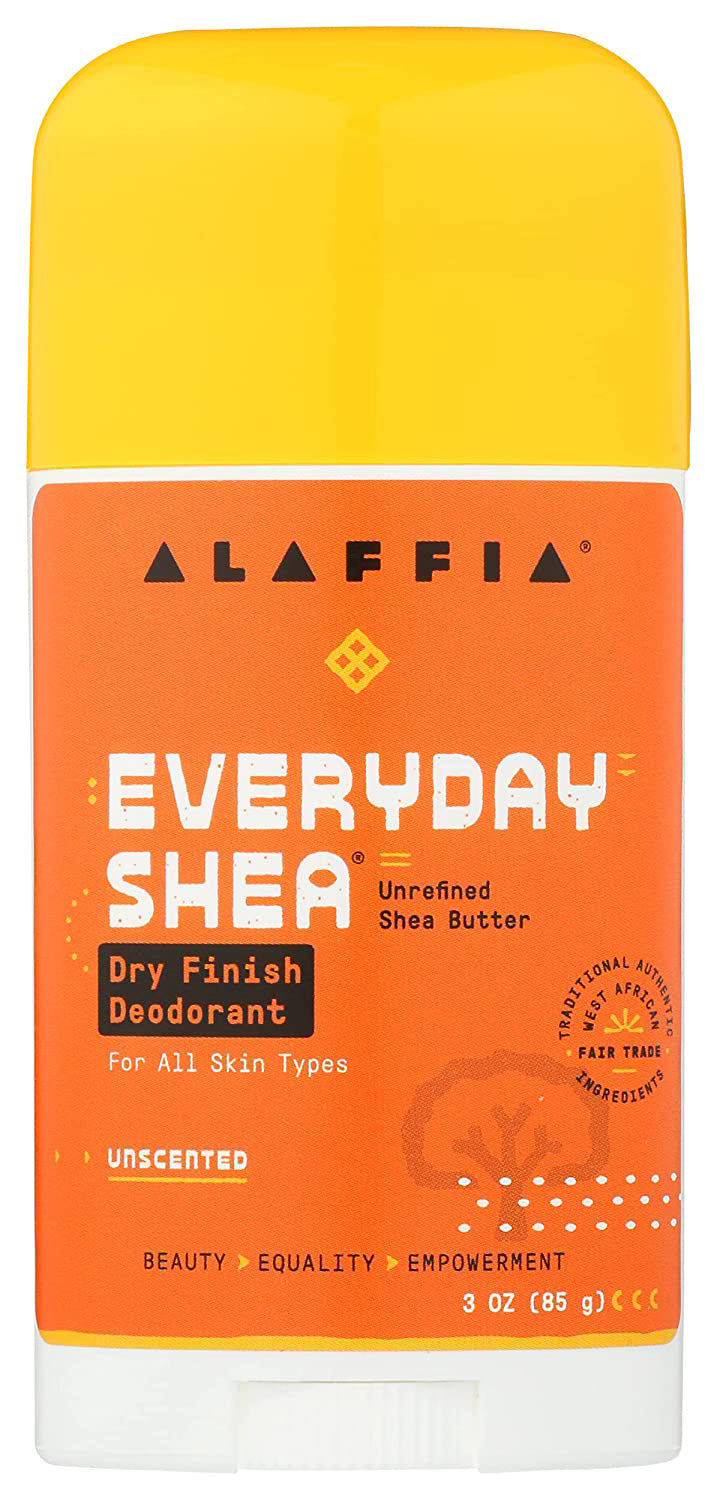 ALAFFIA®
EVERYDAY
SHEA®
Unrefined
Shea Butter
Dry Finish
Deodorant
For All Skin Types
TRADITIONAL AUTHENTIC
WEST AFRICAN
FAIR TRADE
INGREDIENTS
UNSCENTED
BEAUTY > EQUALITY > EMPOWERMENT
3 OZ (85 g)